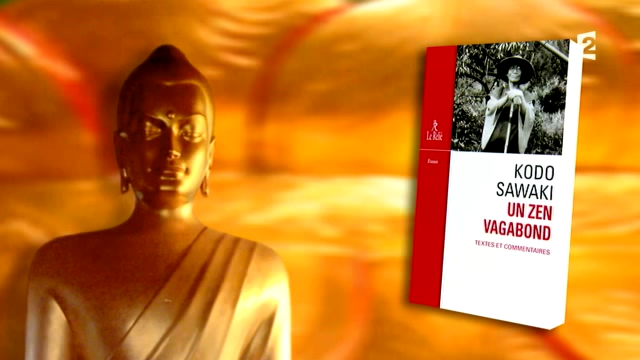 2
Le Relié
KODO
SAWAKI
UN ZEN
VAGABOND
TEXTES ET COMMENTAIRES